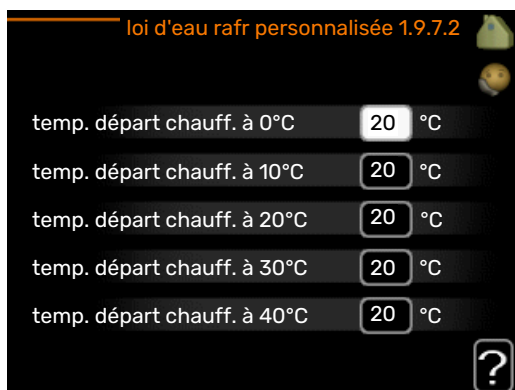 loi d'eau rafr personnalisée 1.9.7.2
temp. départ chauff. à 0°C 20 °C
temp. départ chauff. à 10°C 20 °C
temp. départ chauff. à 20°C 20 °C
temp. départ chauff. à 30°C 20 °C
temp. départ chauff. à 40°C 20 °C
?